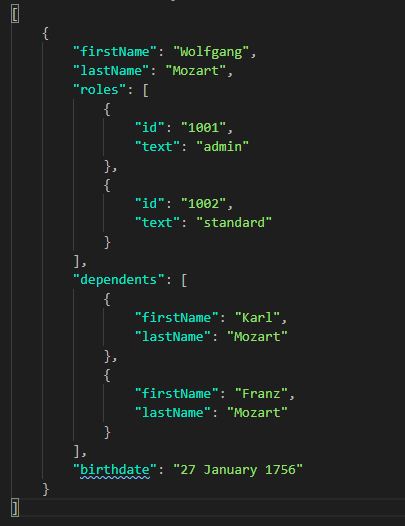 [
    {
        "firstName": "Wolfgang",
        "lastName": "Mozart",
        "roles": [
            {
                "id": "1001",
                "text": "admin"
            },
            {
                "id": "1002",
                "text": "standard"
            }
        ],
        "dependents": [
            {
                "firstName": "Karl",
                "lastName": "Mozart"
            },
            {
                "firstName": "Franz",
                "lastName": "Mozart"
            }
        ],
        "birthdate": "27 January 1756"
    }
]